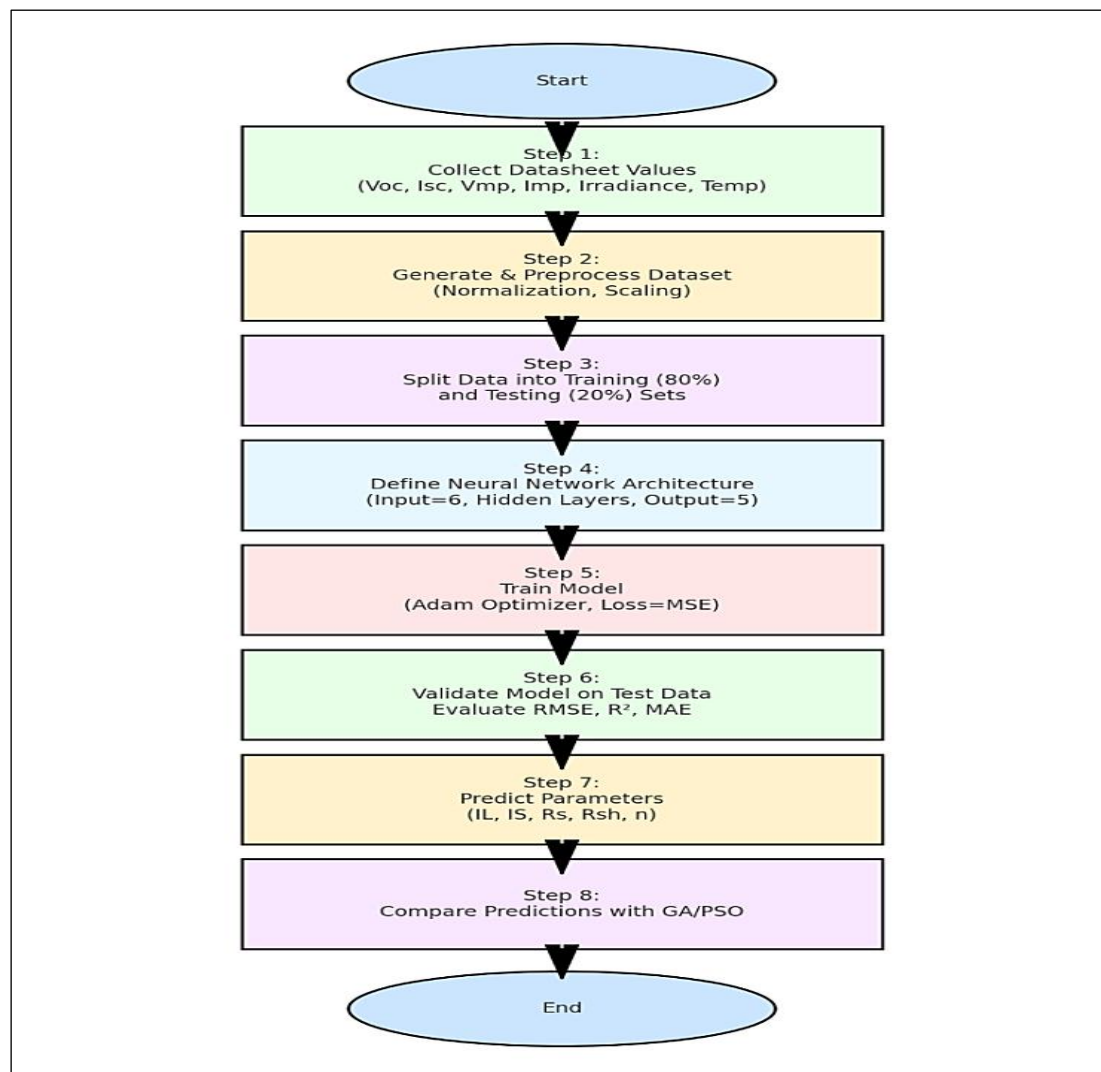 Start
Step 1:
Collect Datasheet Values
(Voc, Isc, Vmp, Imp, Irradiance, Temp)
Step 2:
Generate & Preprocess Dataset
(Normalization, Scaling)
Step 3:
Split Data into Training (80%)
and Testing (20%) Sets
Step 4:
Define Neural Network Architecture
(Input=6, Hidden Layers, Output=5)
Step 5:
Train Model
(Adam Optimizer, Loss=MSE)
Step 6:
Validate Model on Test Data
Evaluate RMSE, R², MAE
Step 7:
Predict Parameters
(IL, IS, Rs, Rsh, n)
Step 8:
Compare Predictions with GA/PSO
End